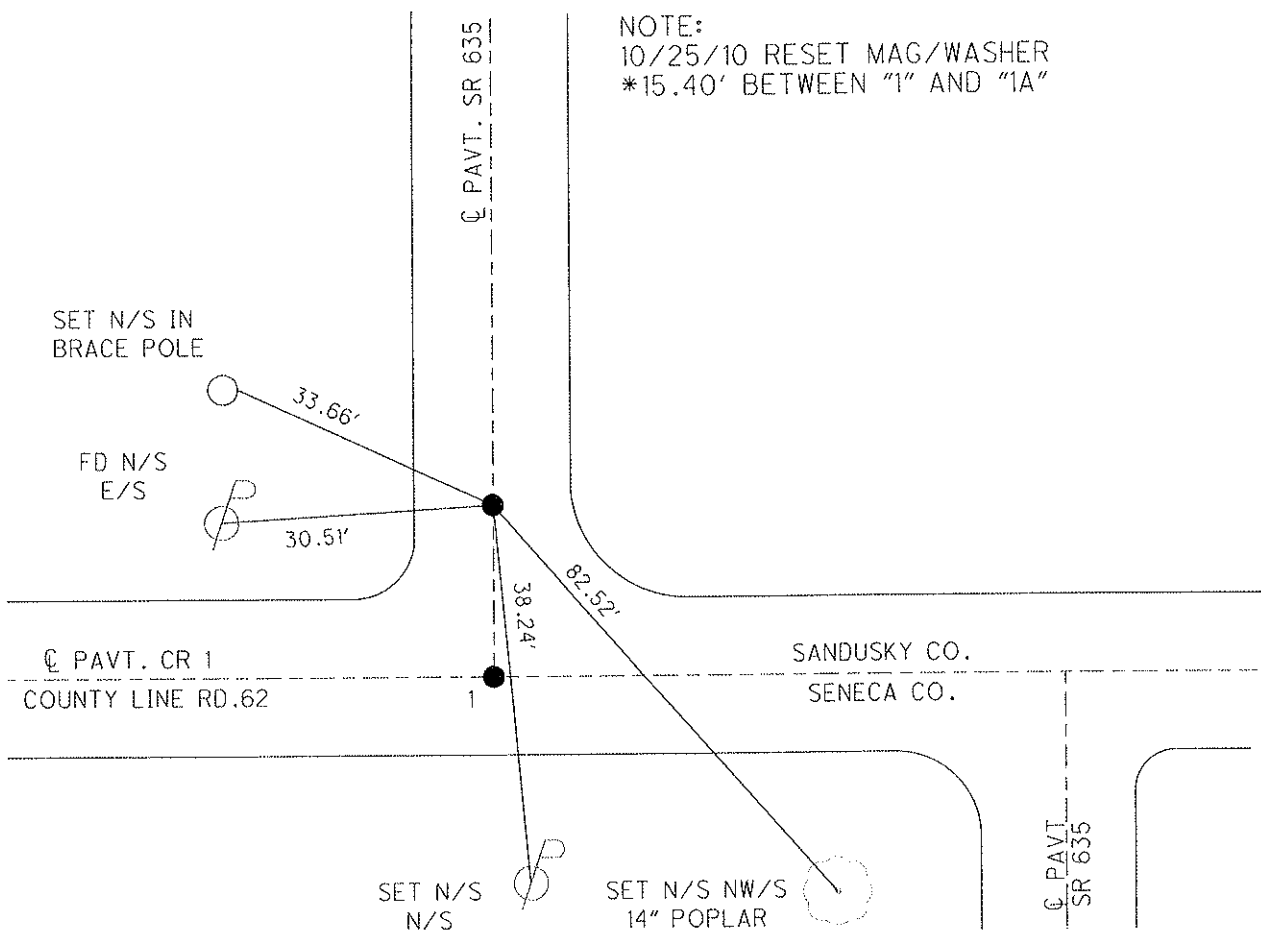 NOTE:
10/25/10 RESET MAG/WASHER
*15.40' BETWEEN "1" AND "1A"
℄ PAVT. SR 635
SET N/S IN
BRACE POLE
33.66'
FD N/S
E/S
30.51'
38.24'
82.52'
℄ PAVT. CR 1
COUNTY LINE RD.62
1
SANDUSKY CO.
SENECA CO.
SET N/S
N/S
SET N/S NW/S
14" POPLAR
℄ PAVT
SR 635